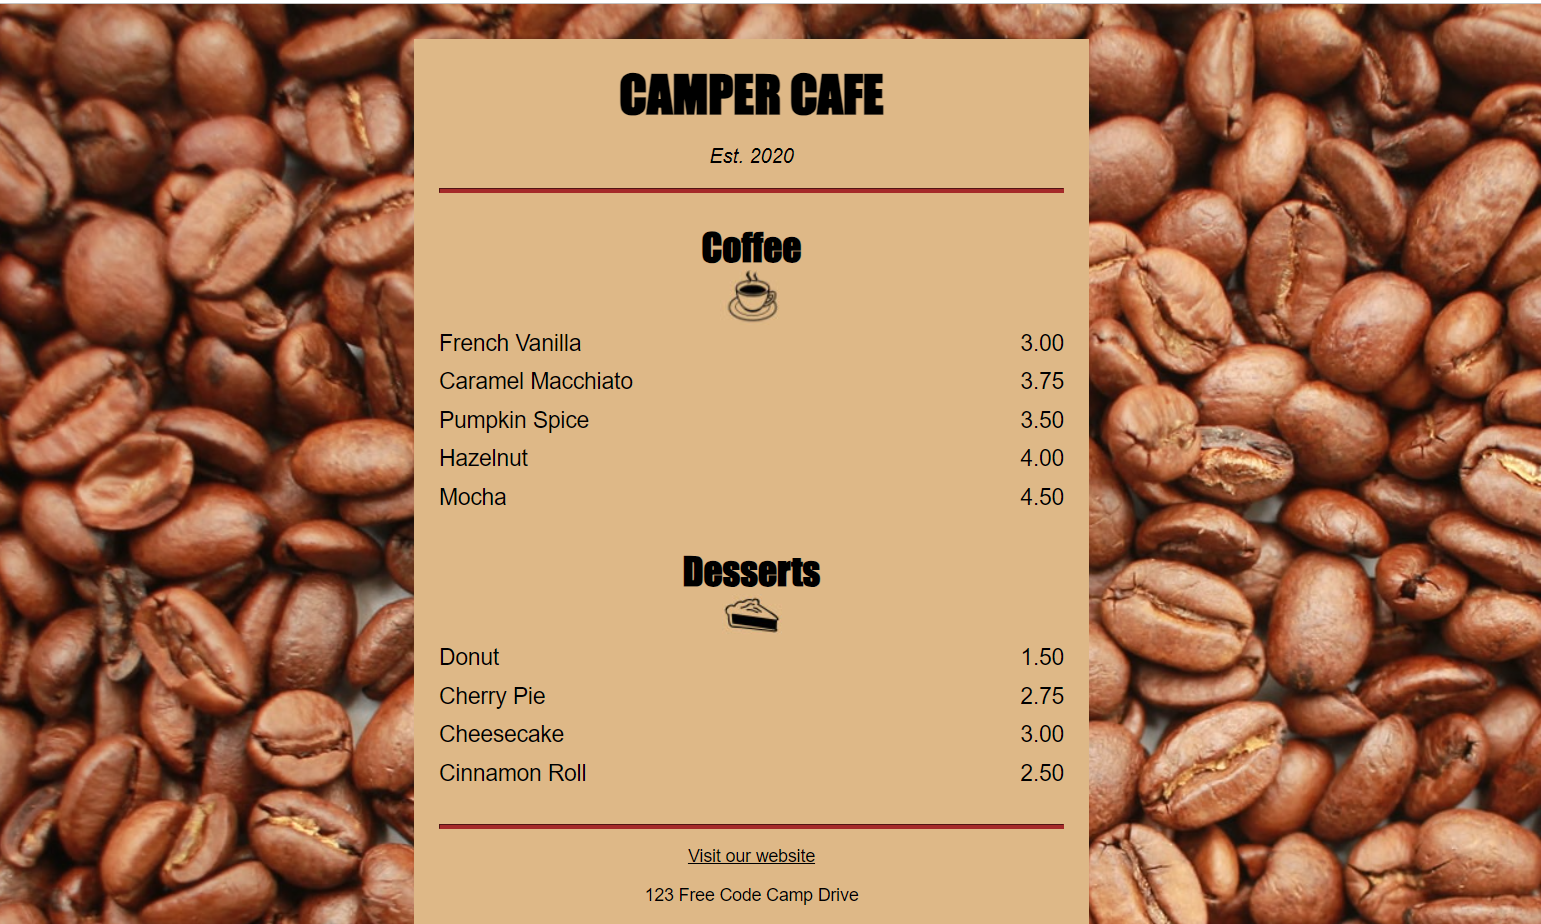 CAMPER CAFE
Est. 2020
Coffee
French Vanilla 3.00
Caramel Macchiato 3.75
Pumpkin Spice 3.50
Hazelnut 4.00
Mocha 4.50
Desserts
Donut 1.50
Cherry Pie 2.75
Cheesecake 3.00
Cinnamon Roll 2.50
Visit our website
123 Free Code Camp Drive